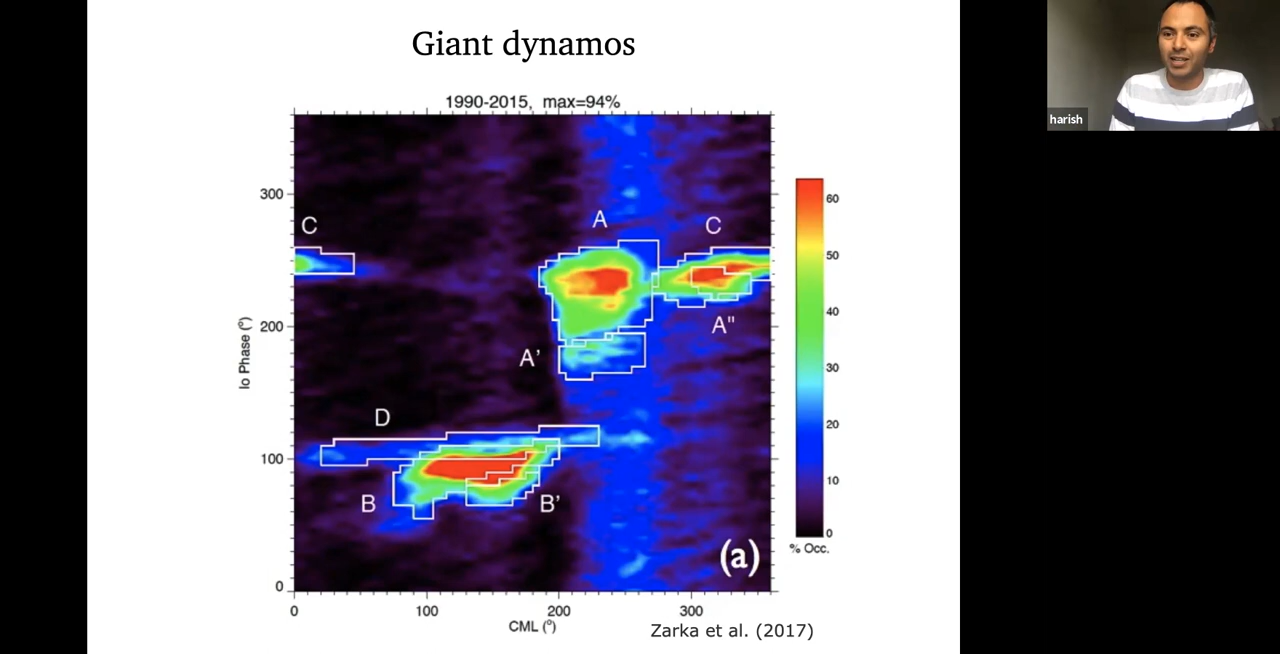 Giant dynamos
harish
1990-2015, max=94%
300
200
100
0
Io Phase (º)
C
A
C
A"
A'
D
B
B'
(a)
60
50
40
30
20
10
0
% Occ.
0
100
200
300
CML (º)
Zarka et al. (2017)